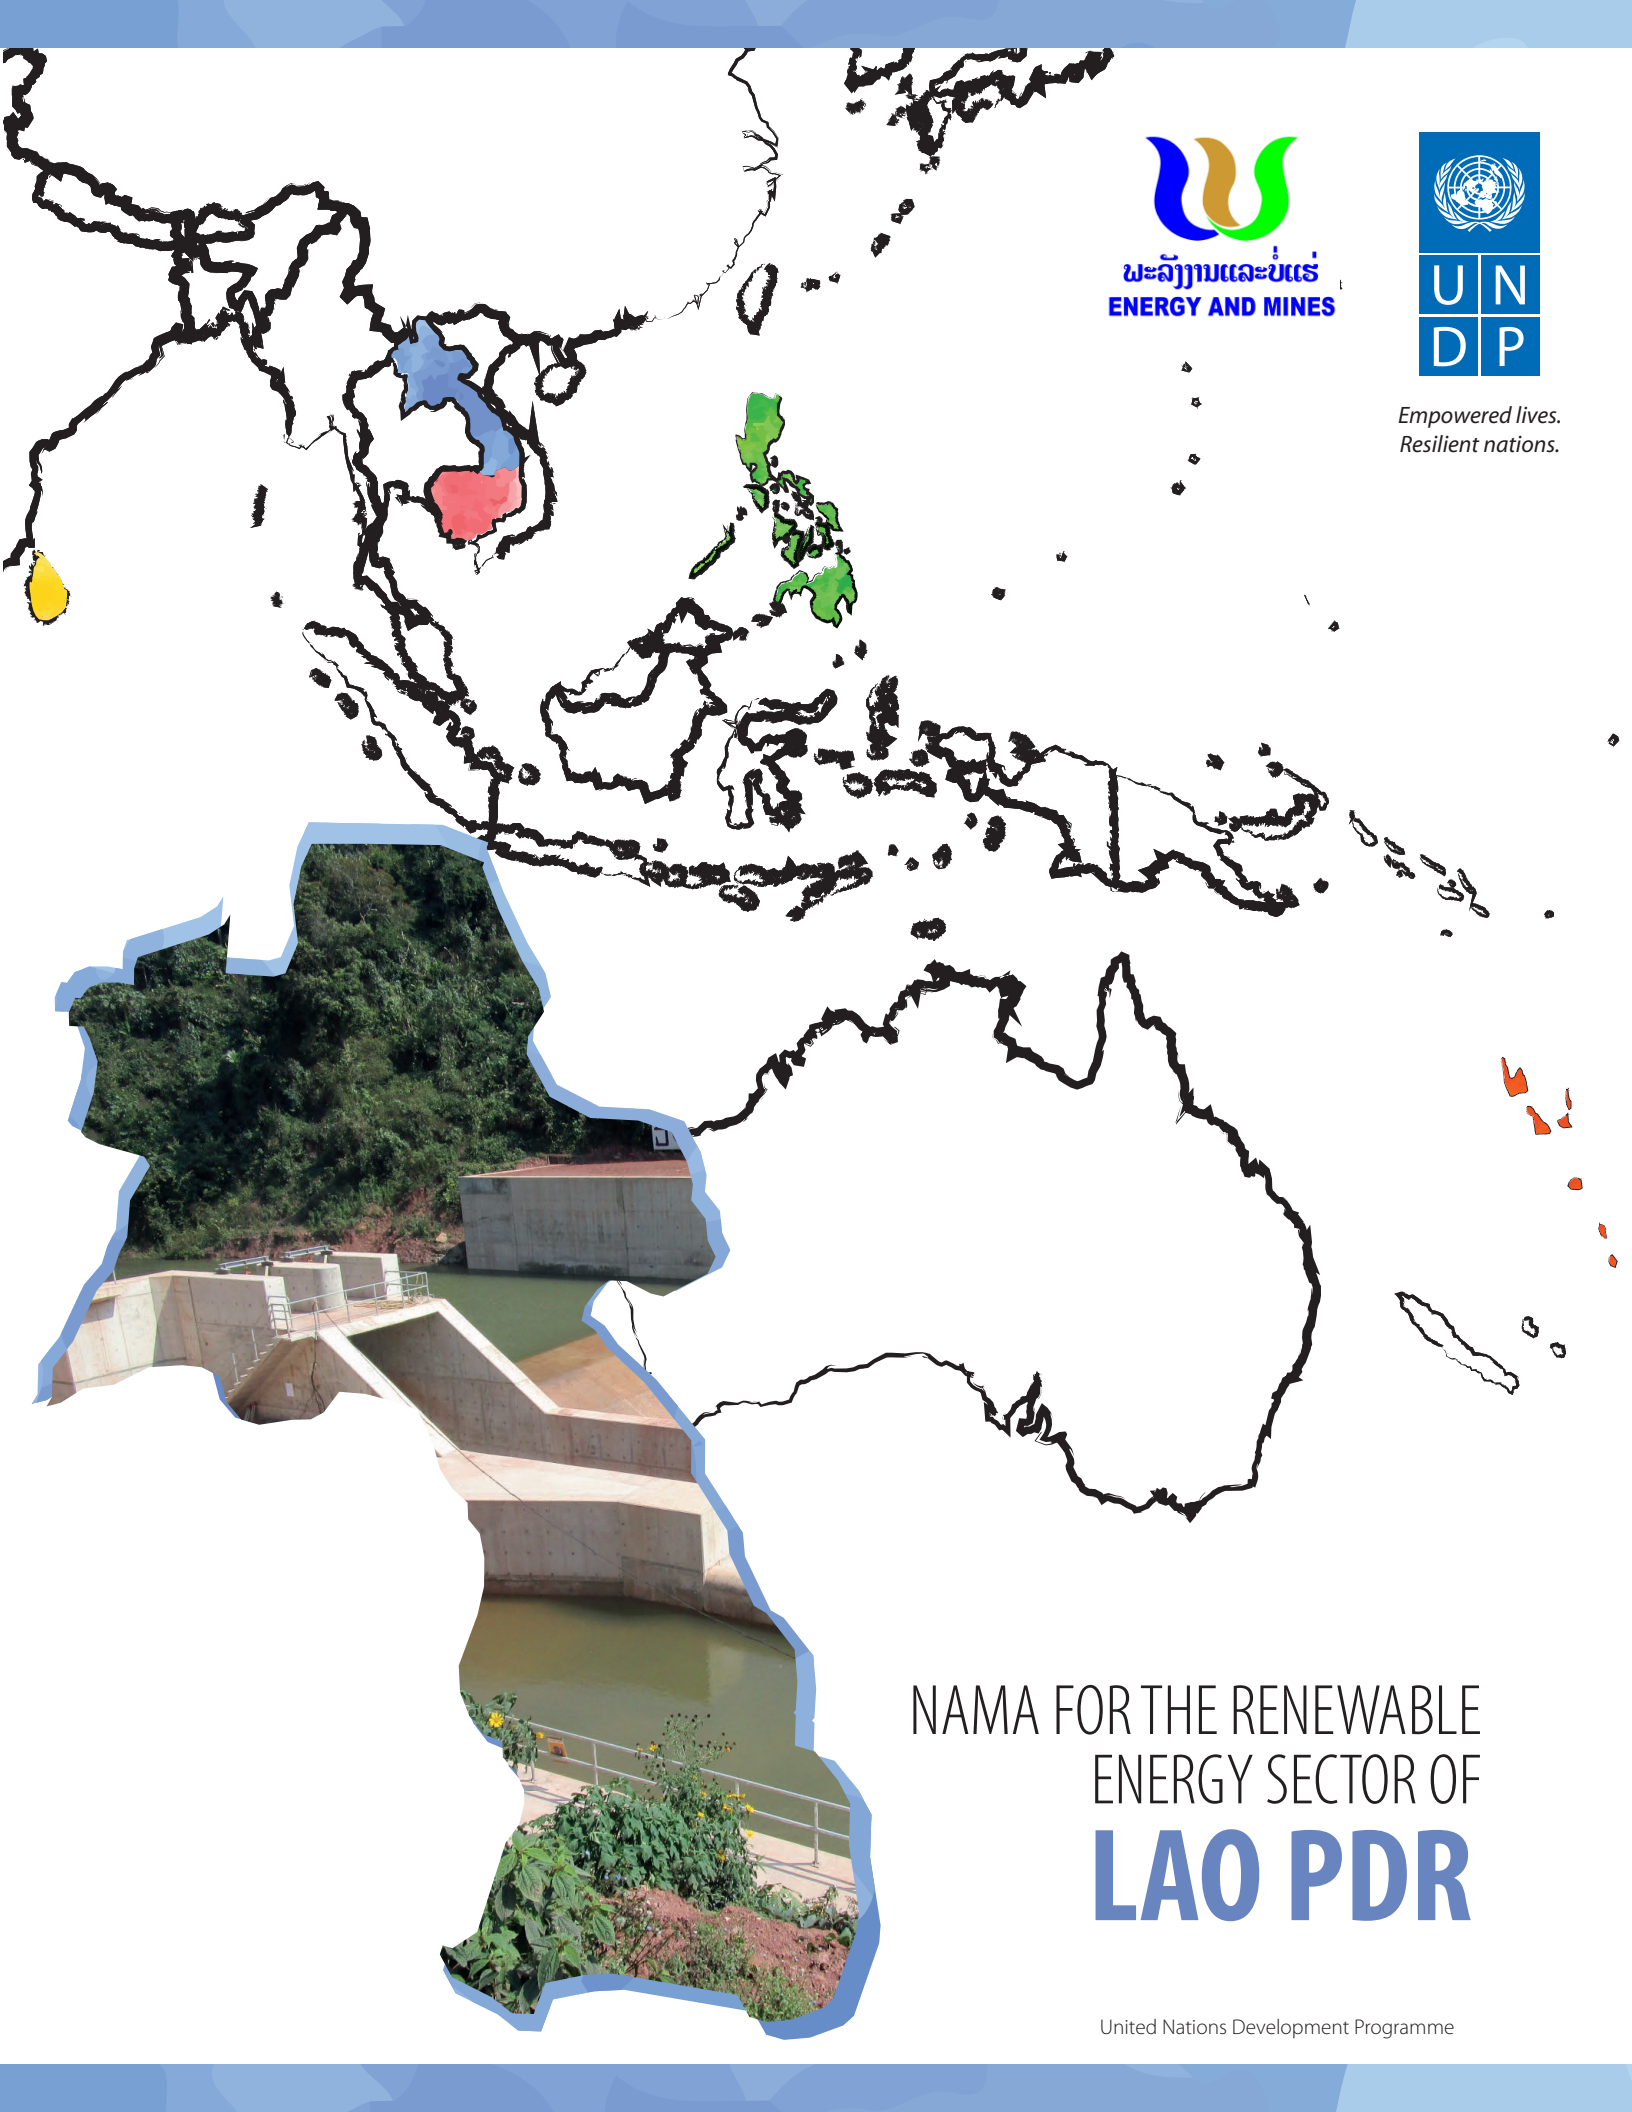 ພະລັງງານແລະບໍ່ແຮ່
ENERGY AND MINES
U N
D P
Empowered lives.
Resilient nations.
NAMA FOR THE RENEWABLE
ENERGY SECTOR OF
LAO PDR
United Nations Development Programme